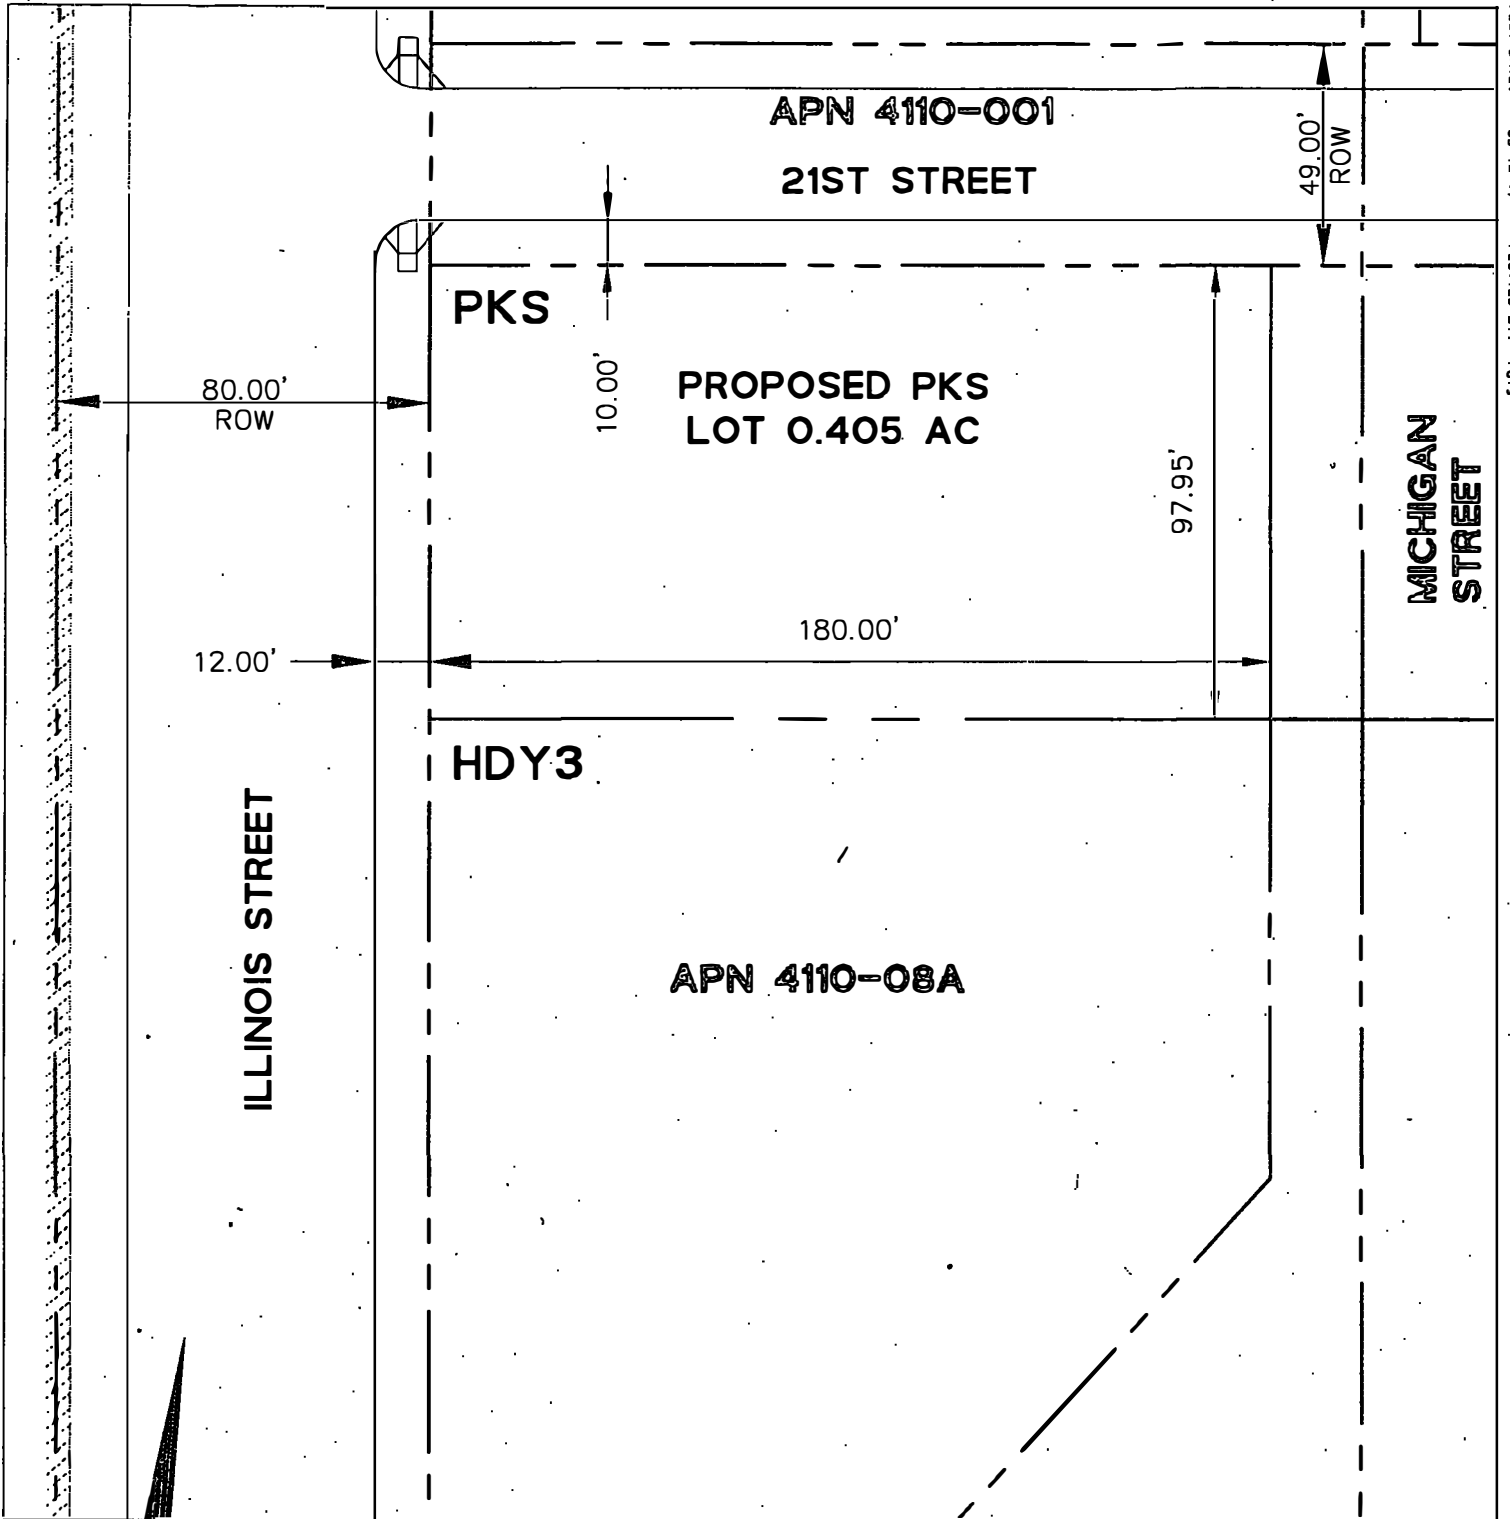 APN 4110-001
21ST STREET
49.00'
ROW
PKS
10.00'
80.00'
ROW
PROPOSED PKS
LOT 0.405 AC
97.95'
MICHIGAN
STREET
180.00'
12.00'
HDY3
ILLINOIS STREET
APN 4110-08A